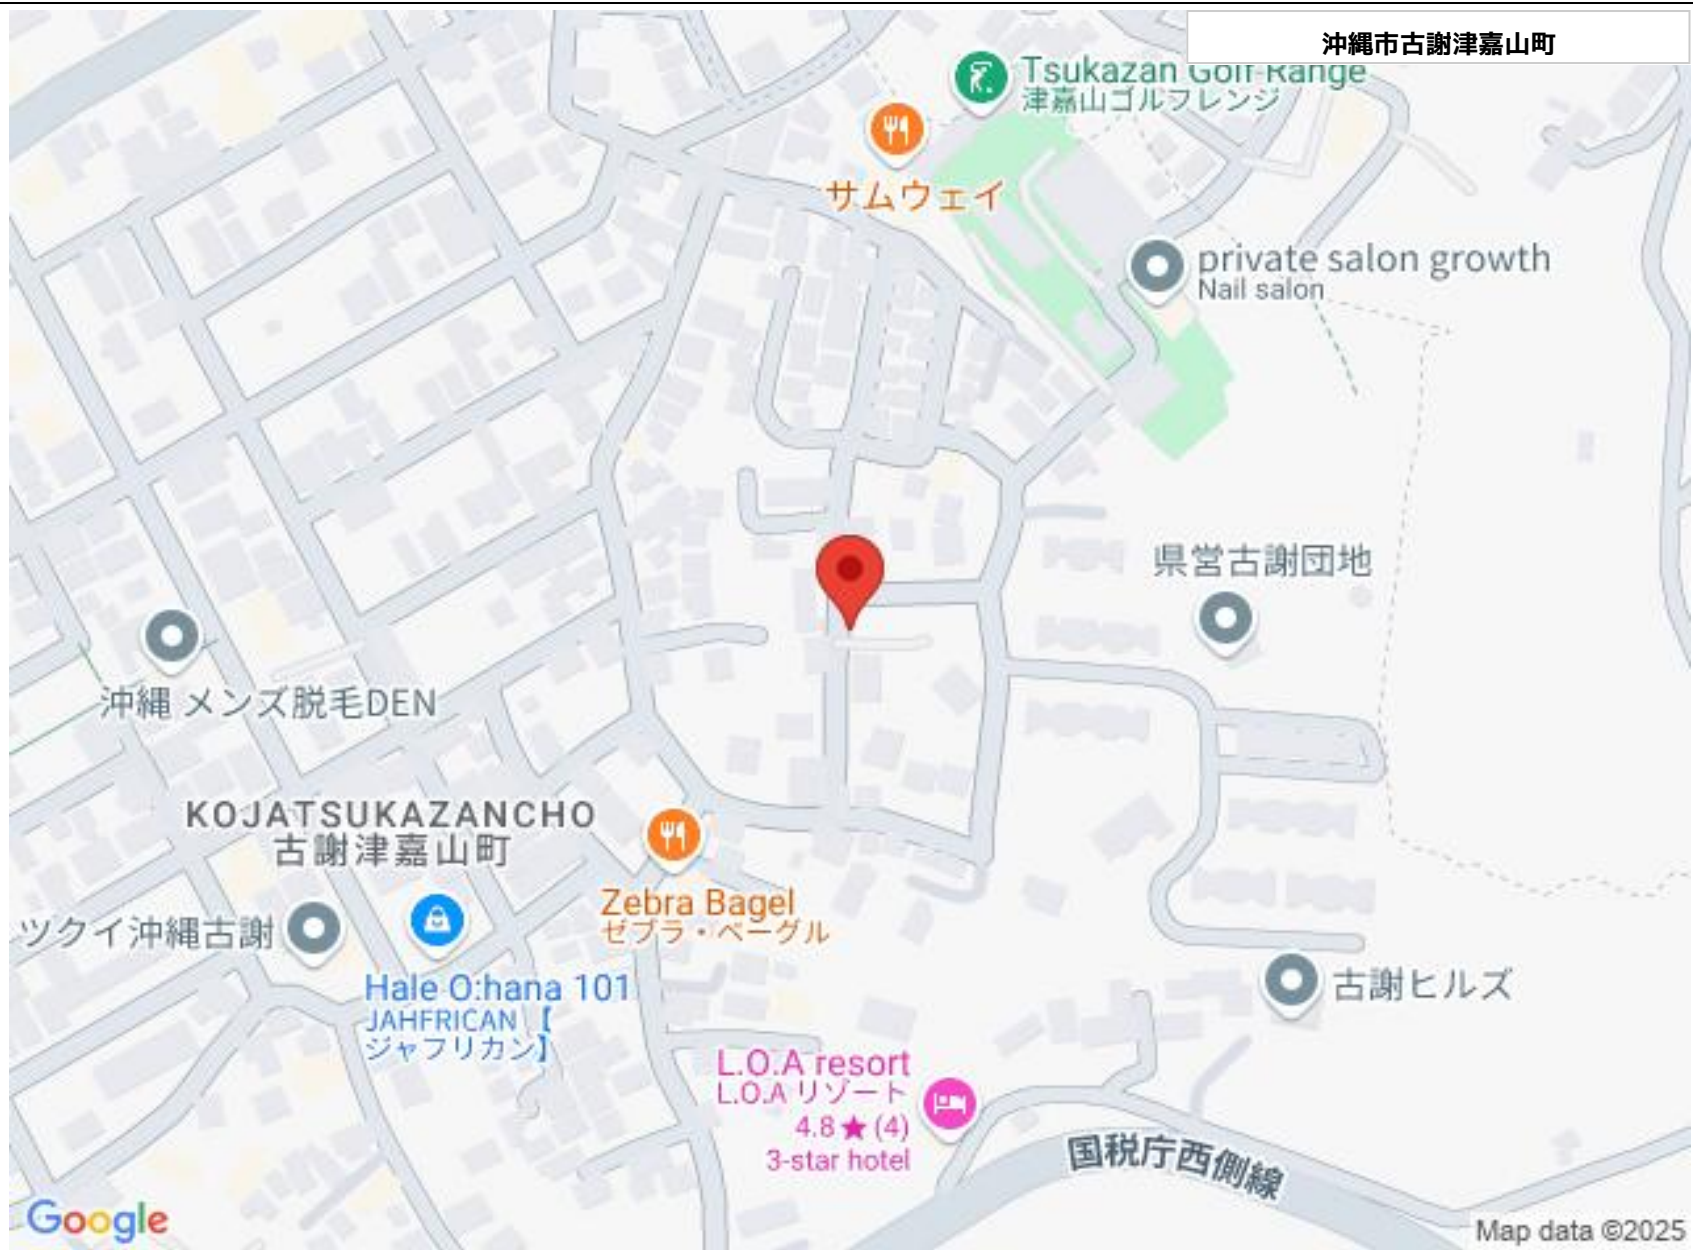 沖縄市古謝津嘉山町
Tsukazan Golf Range
津嘉山ゴルフレンジ
サムウェイ
private salon growth
Nail salon
県営古謝団地
沖縄 メンズ脱毛DEN
KOJATSUKAZANCHO
古謝津嘉山町
Zebra Bagel
ゼブラ・ベーグル
ツクイ沖縄古謝
Hale O:hana 101
JAHFRICAN【
ジャフリカン】
古謝ヒルズ
L.O.A resort
L.O.A リゾート
4.8★(4)
3-star hotel
国税庁西側線
Google
Map data ©2025